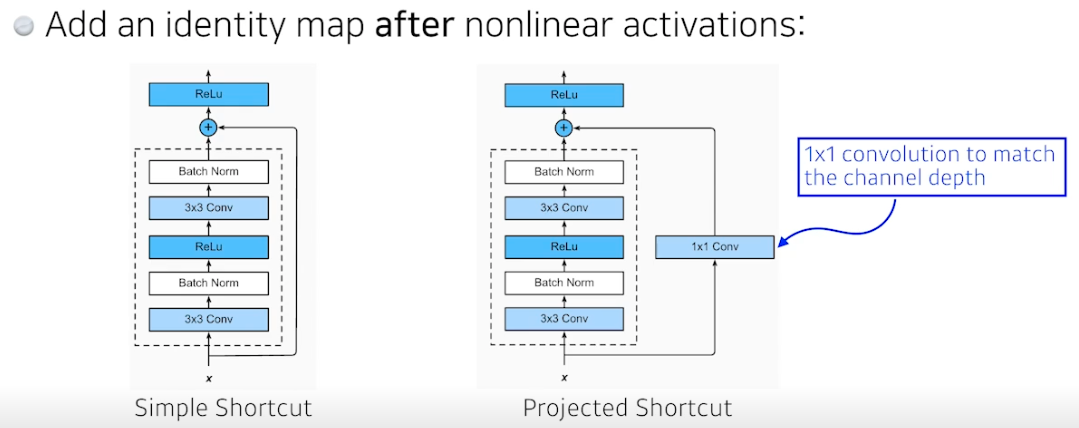 Add an identity map after nonlinear activations:
ReLu
+
Batch Norm
3x3 Conv
ReLu
Batch Norm
3x3 Conv
x
Simple Shortcut
ReLu
+
Batch Norm
3x3 Conv
ReLu
Batch Norm
3x3 Conv
x
1x1 Conv
Projected Shortcut
1x1 convolution to match
the channel depth